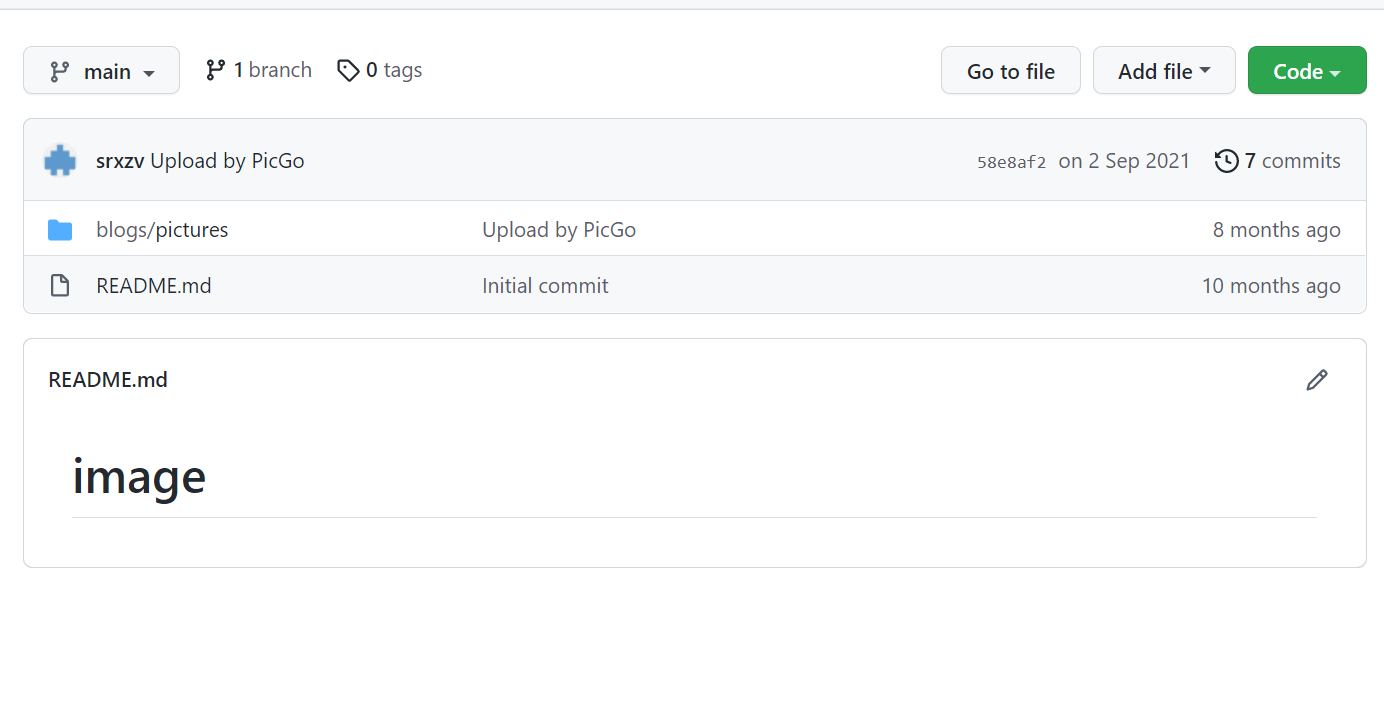 main 1 branch 0 tags Go to file Add file Code
srxzv Upload by PicGo 58e8af2 on 2 Sep 2021 7 commits
blogs/pictures Upload by PicGo 8 months ago
README.md Initial commit 10 months ago
README.md
image